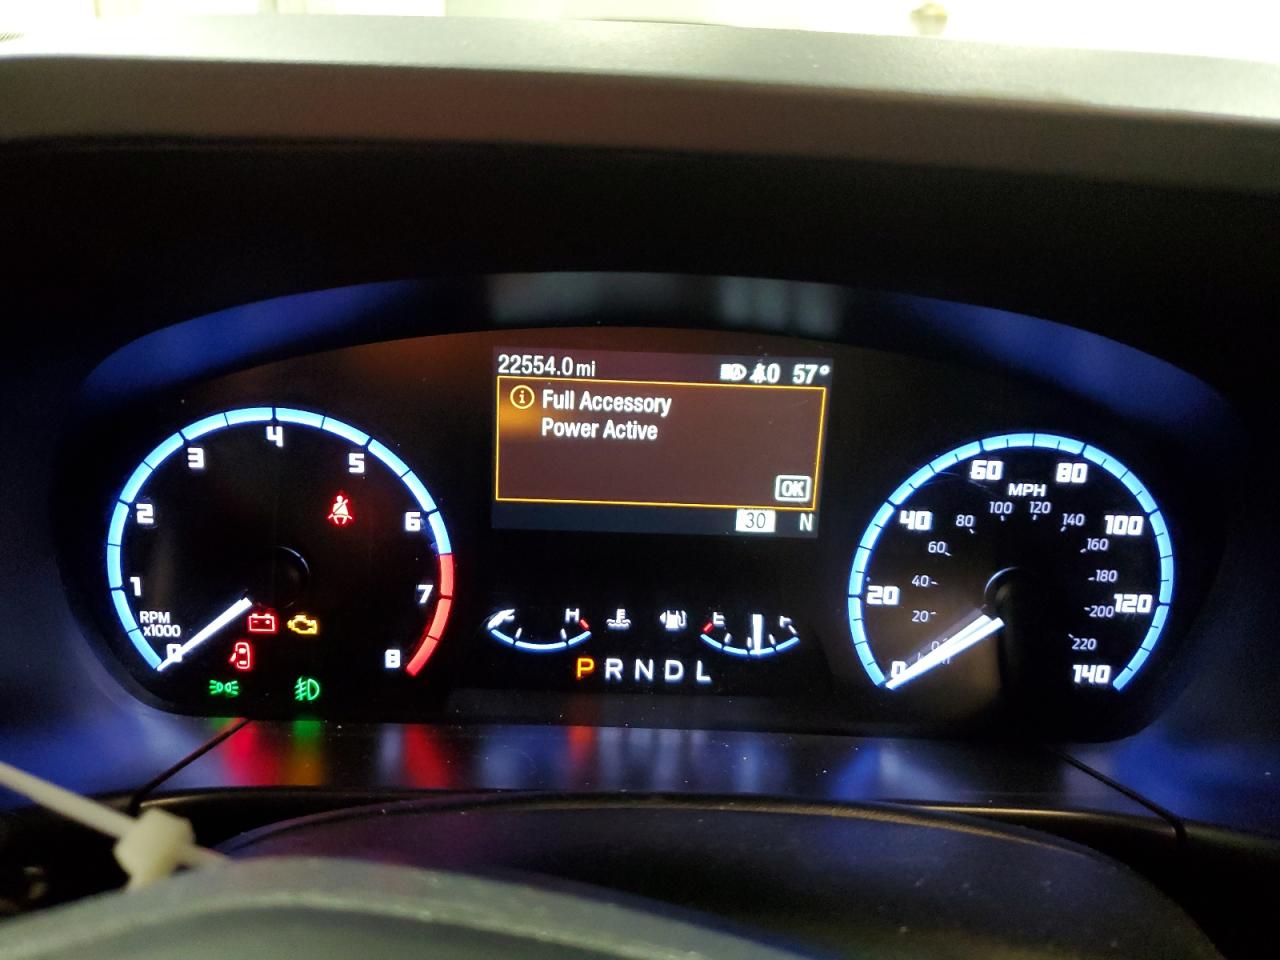 22554.0 mi
0 57°
i Full Accessory
Power Active
OK
30 N
0 1 2 3 4 5 6 7 8
RPM
x1000
H
E
P R N D L
0 20 40 60 80 100 120 140
MPH
20 40 60 80 100 120 140 160 180 200 220